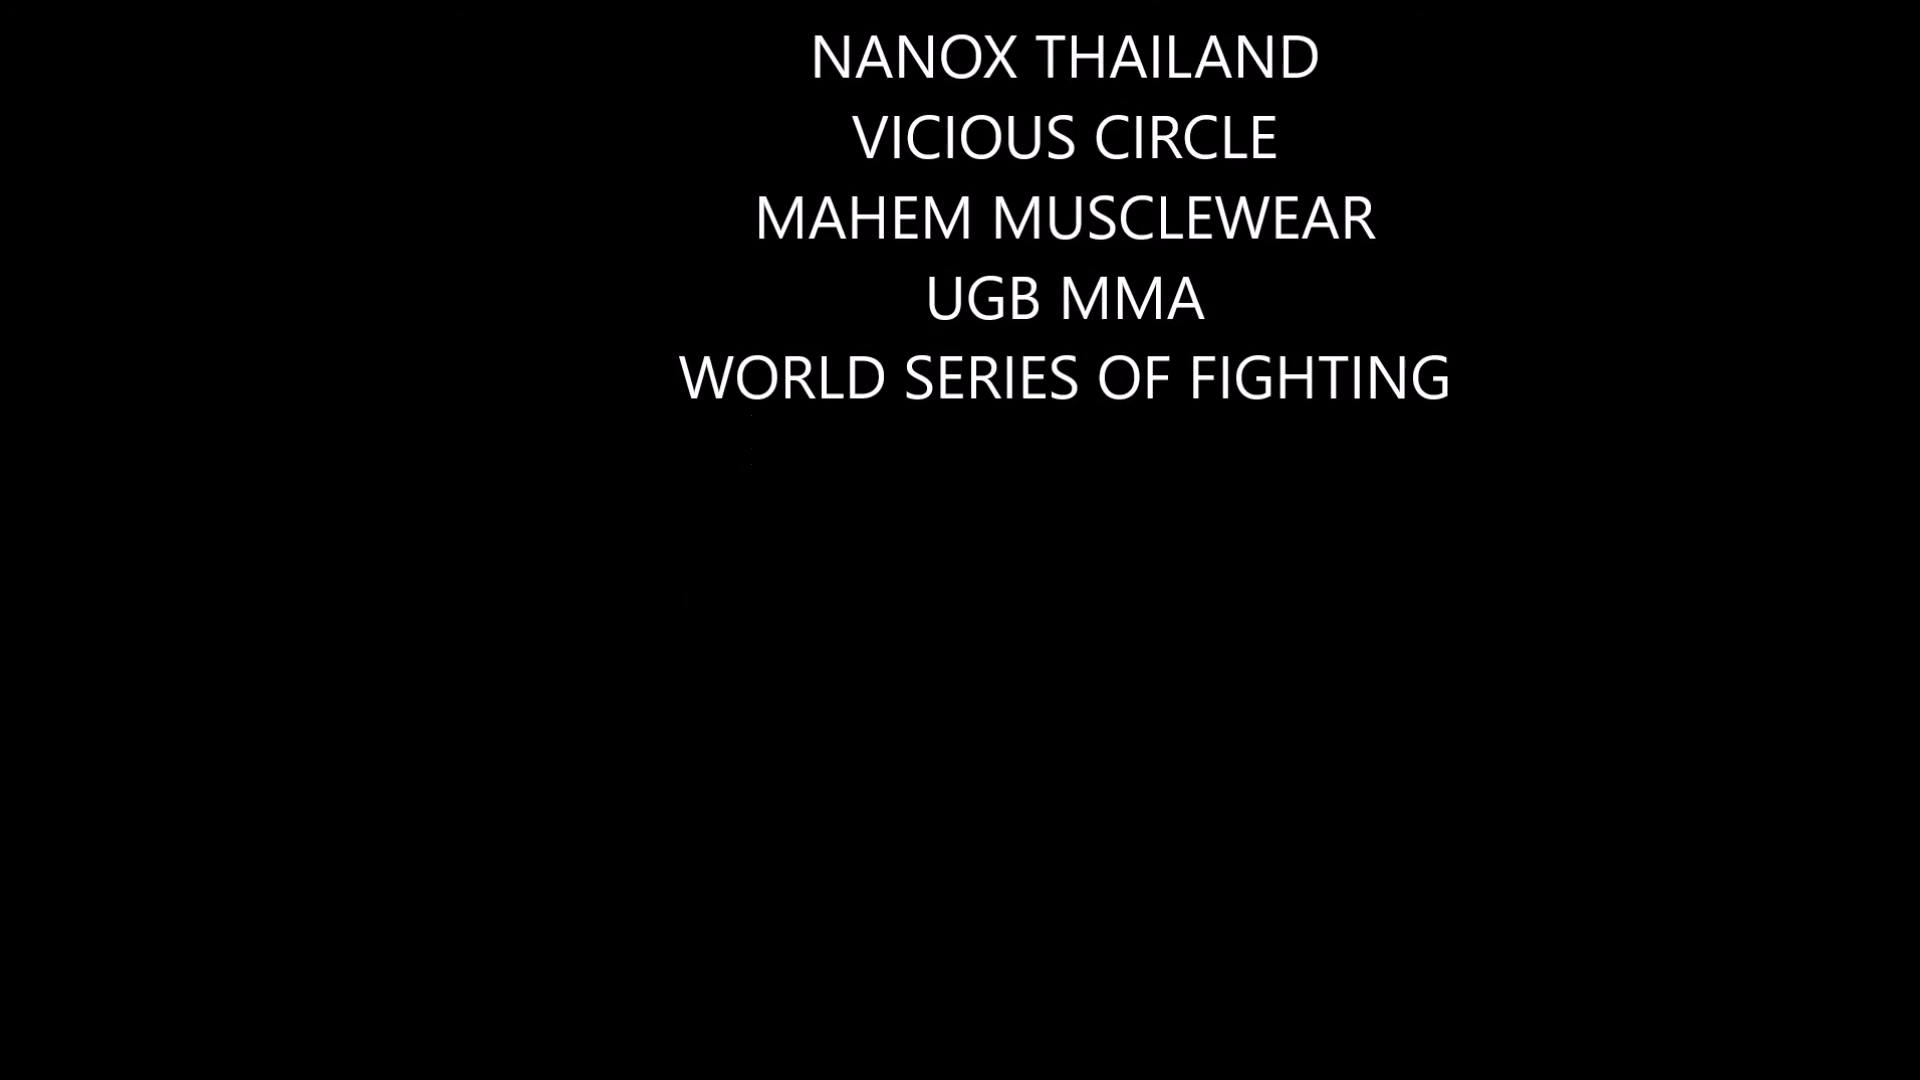 NANOX THAILAND
VICIOUS CIRCLE
MAHEM MUSCLEWEAR
UGB MMA
WORLD SERIES OF FIGHTING